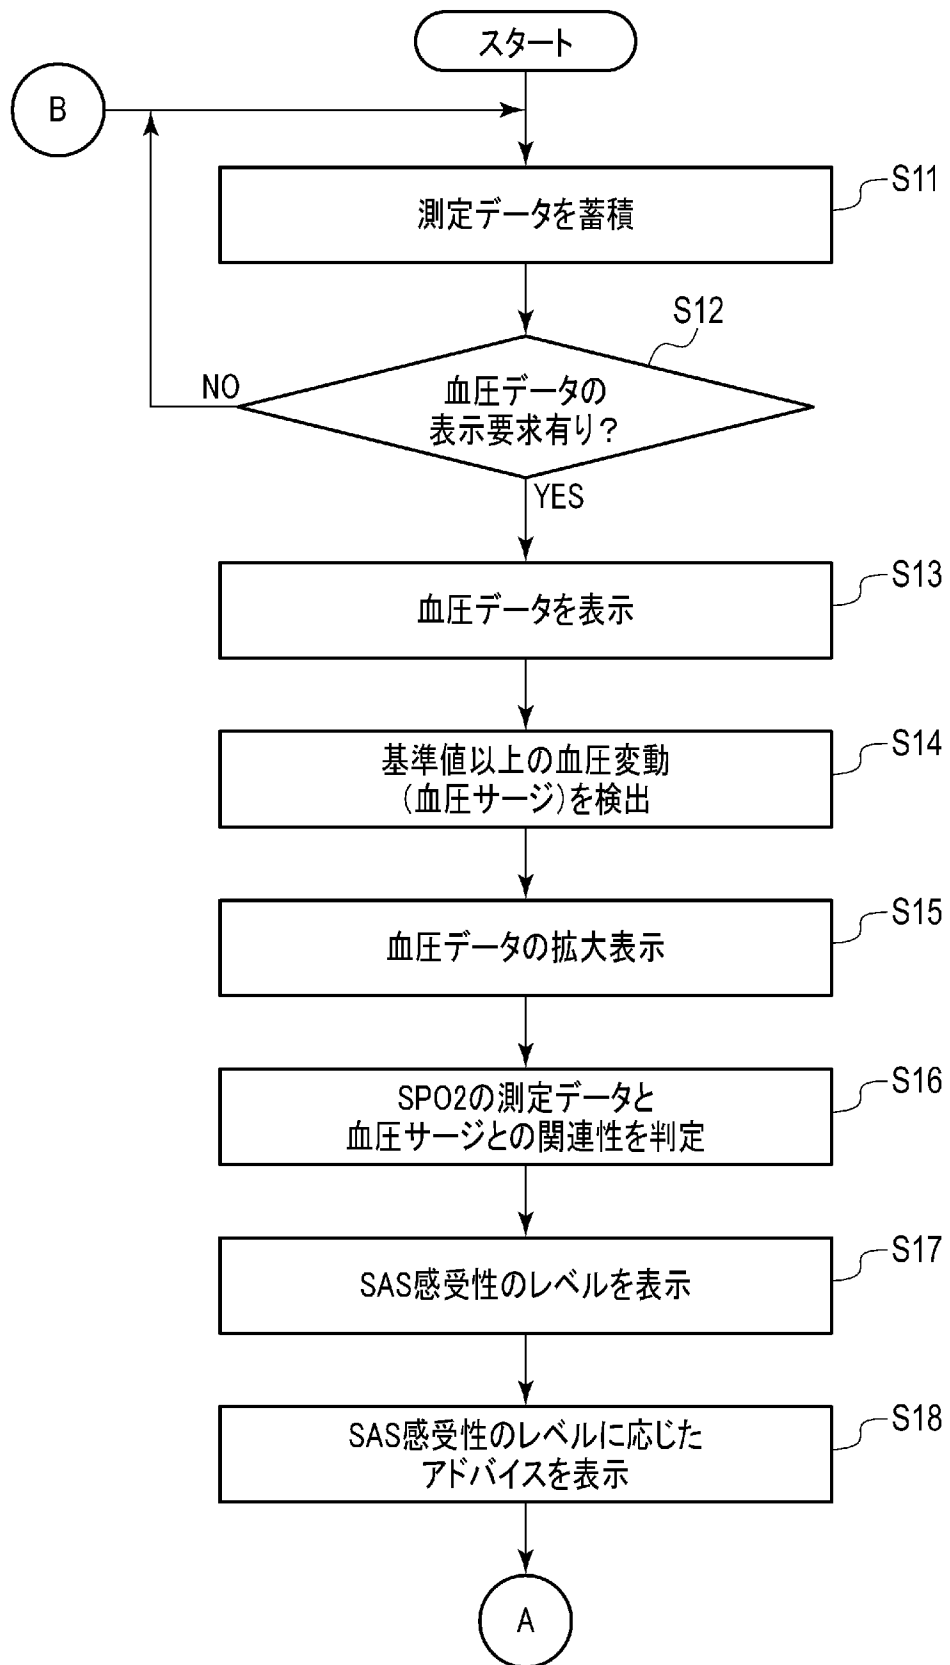 スタート
B
S11
測定データを蓄積
S12
NO
血圧データの
表示要求有り？
YES
S13
血圧データを表示
S14
基準値以上の血圧変動
（血圧サージ）を検出
S15
血圧データの拡大表示
S16
SPO2の測定データと
血圧サージとの関連性を判定
S17
SAS感受性のレベルを表示
S18
SAS感受性のレベルに応じた
アドバイスを表示
A